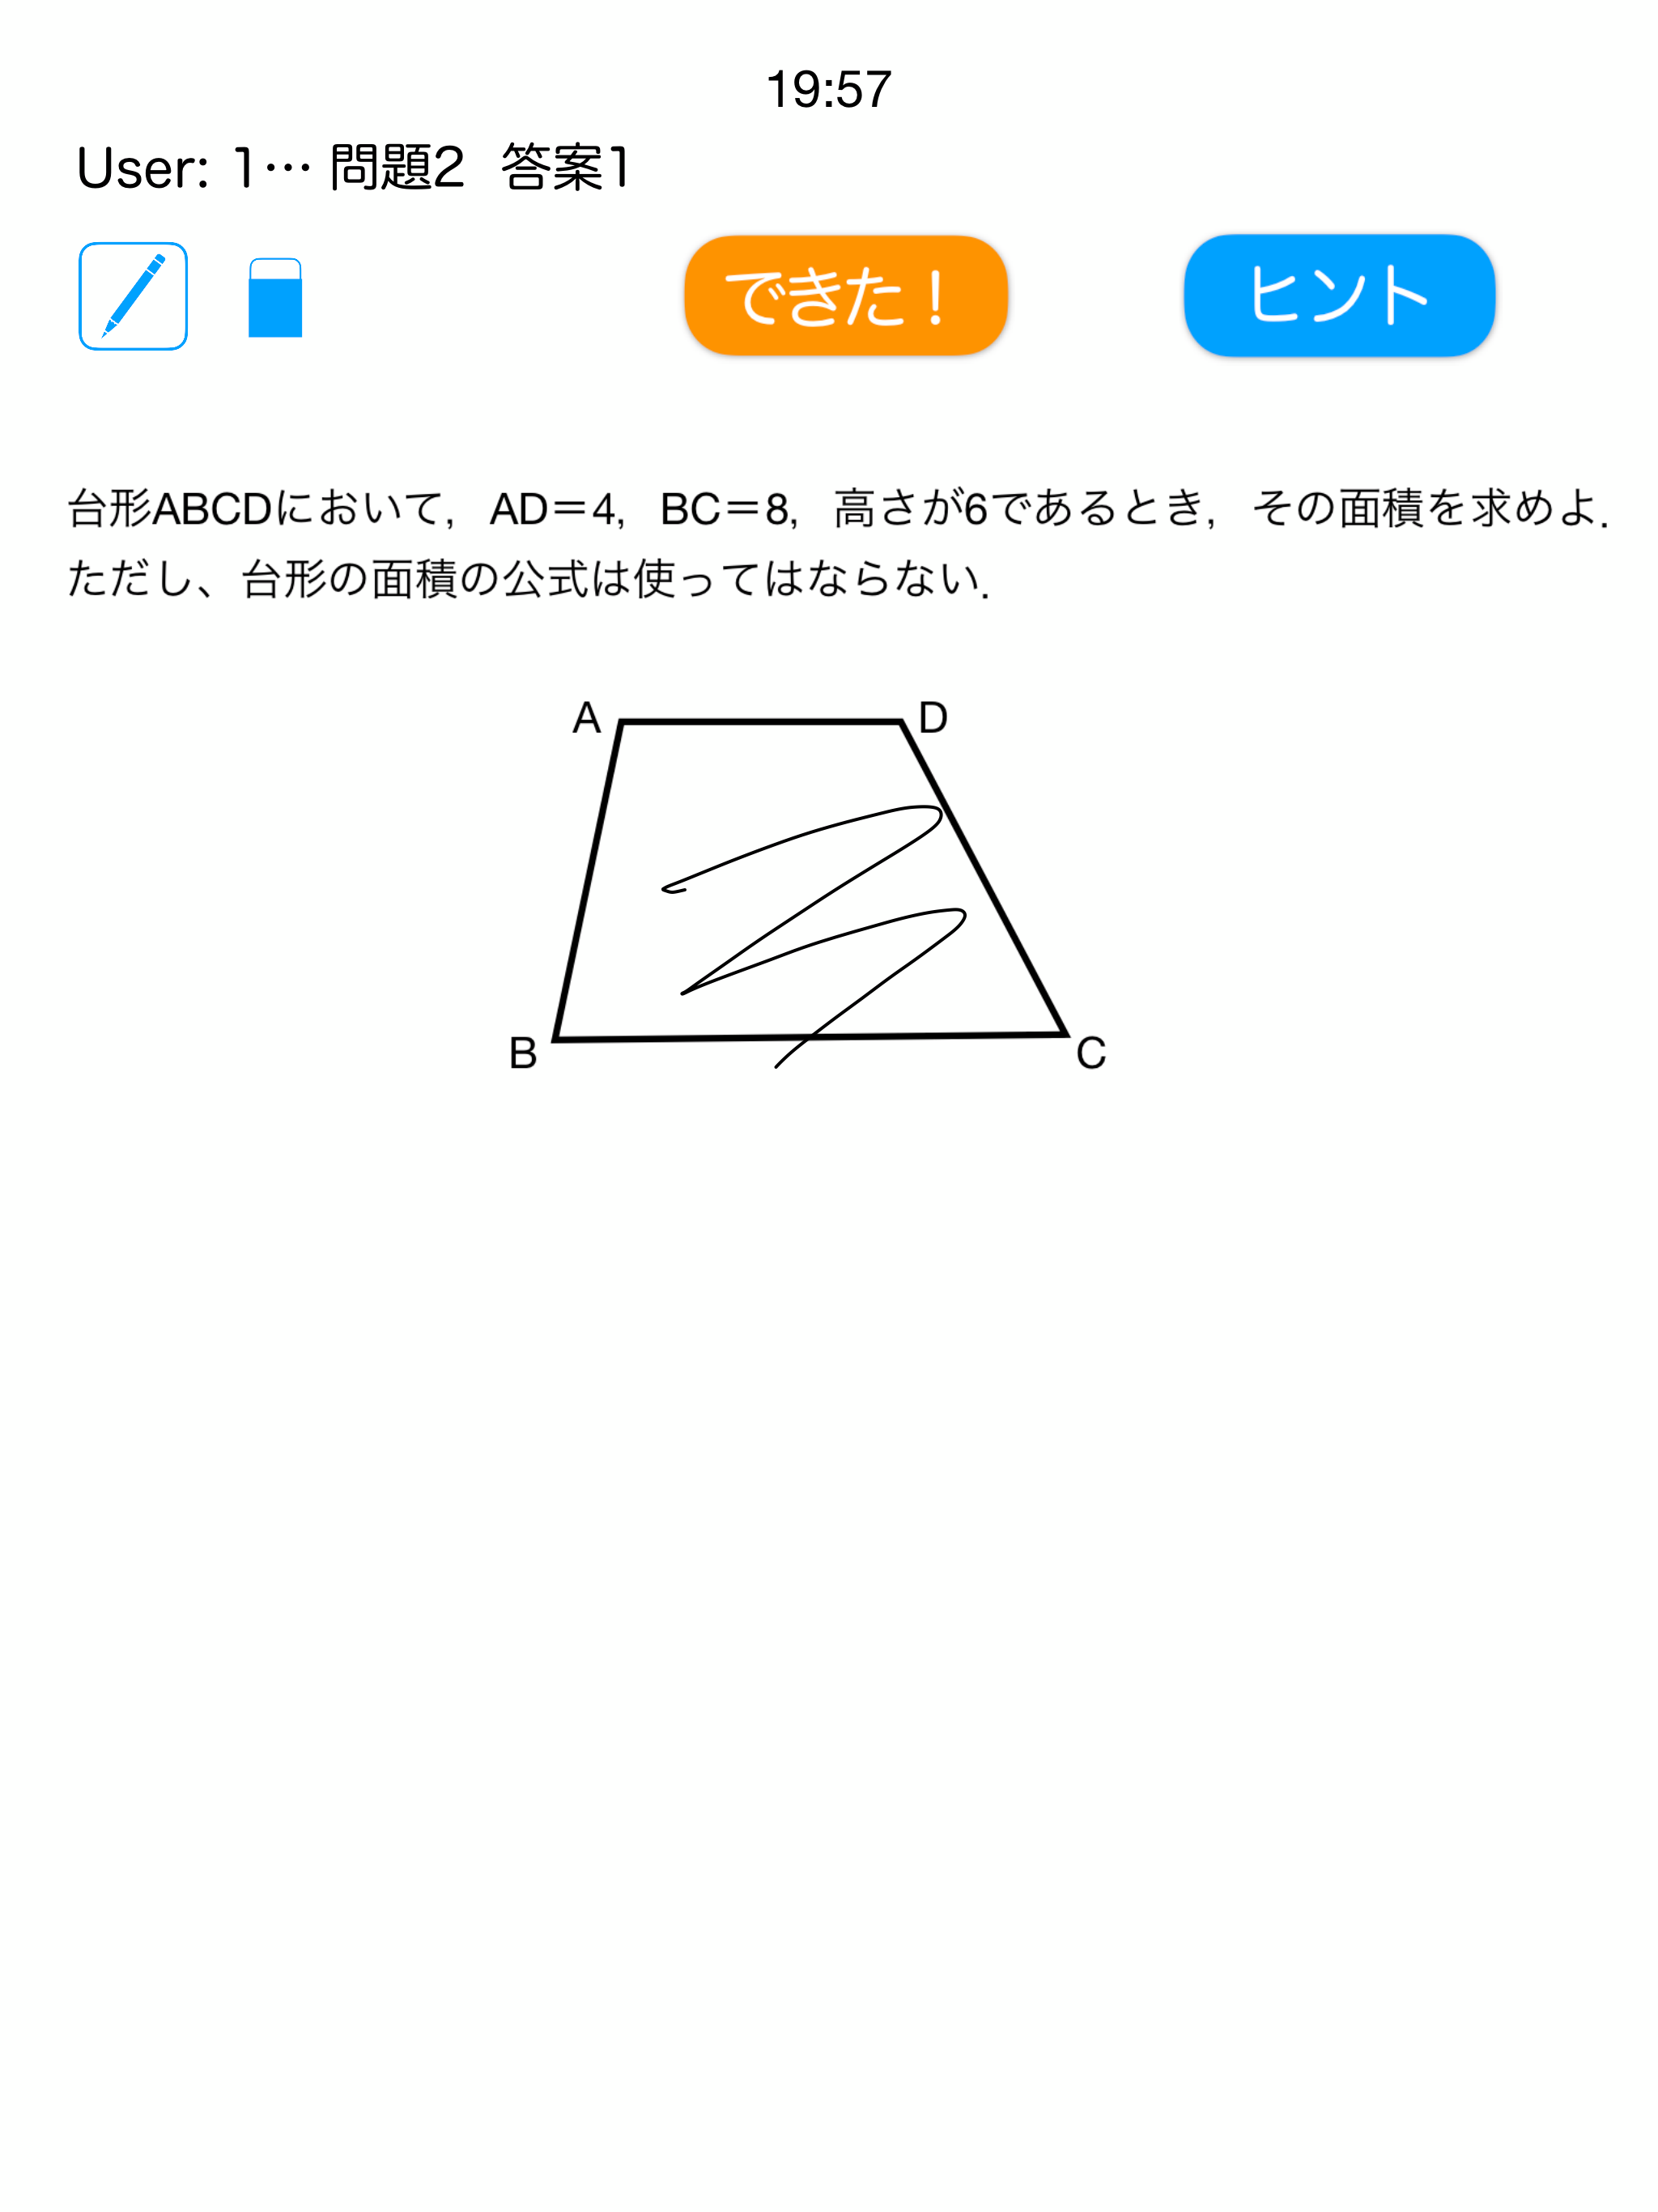 19:57
User: 1… 問題2 答案1
できた！
ヒント
台形ABCDにおいて，AD＝4，BC＝8，高さが6であるとき，その面積を求めよ．
ただし、台形の面積の公式は使ってはならない．
A
D
B
C